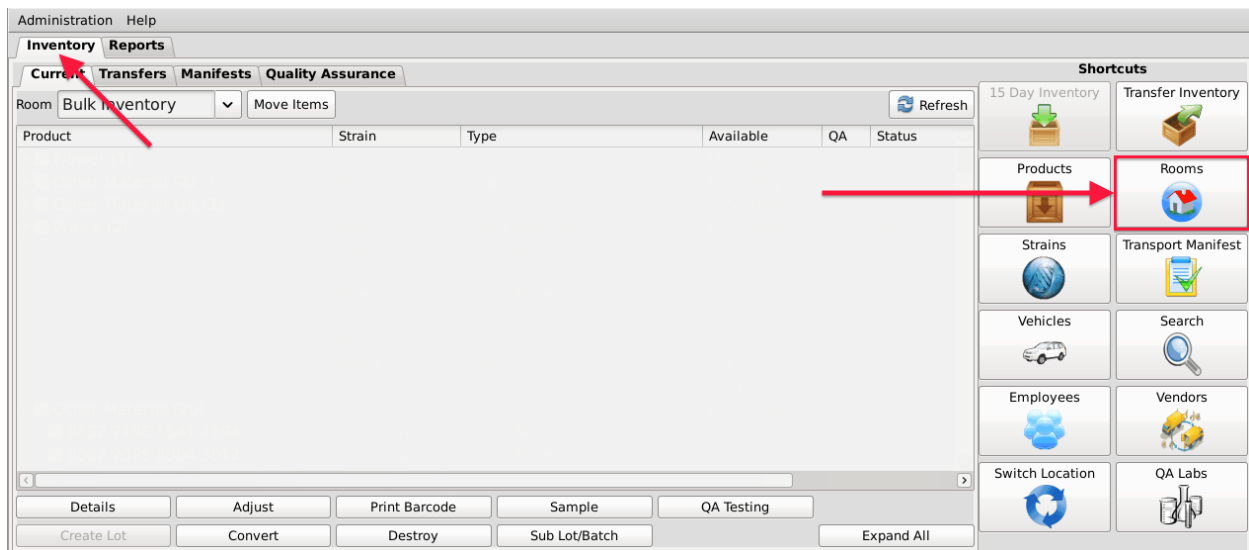 Administration Help
Inventory Reports
Current Transfers Manifests Quality Assurance
Shortcuts
Room Bulk Inventory Move Items Refresh
15 Day Inventory Transfer Inventory
Product Strain Type Available QA Status
Products Rooms
Strains Transport Manifest
Vehicles Search
Employees Vendors
Switch Location QA Labs
Details Adjust Print Barcode Sample QA Testing
Create Lot Convert Destroy Sub Lot/Batch Expand All